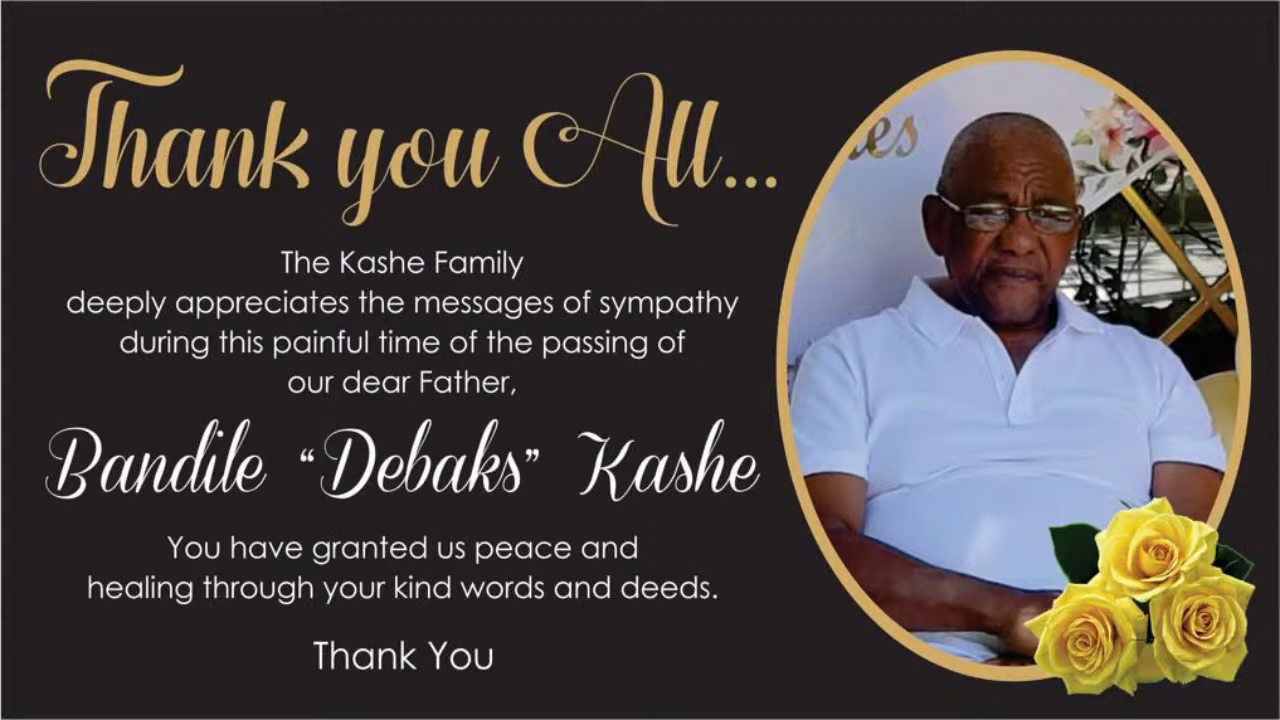 Thank you All...
The Kashe Family
deeply appreciates the messages of sympathy
during this painful time of the passing of
our dear Father,
Bandile “Debaks” Kashe
You have granted us peace and
healing through your kind words and deeds.
Thank You